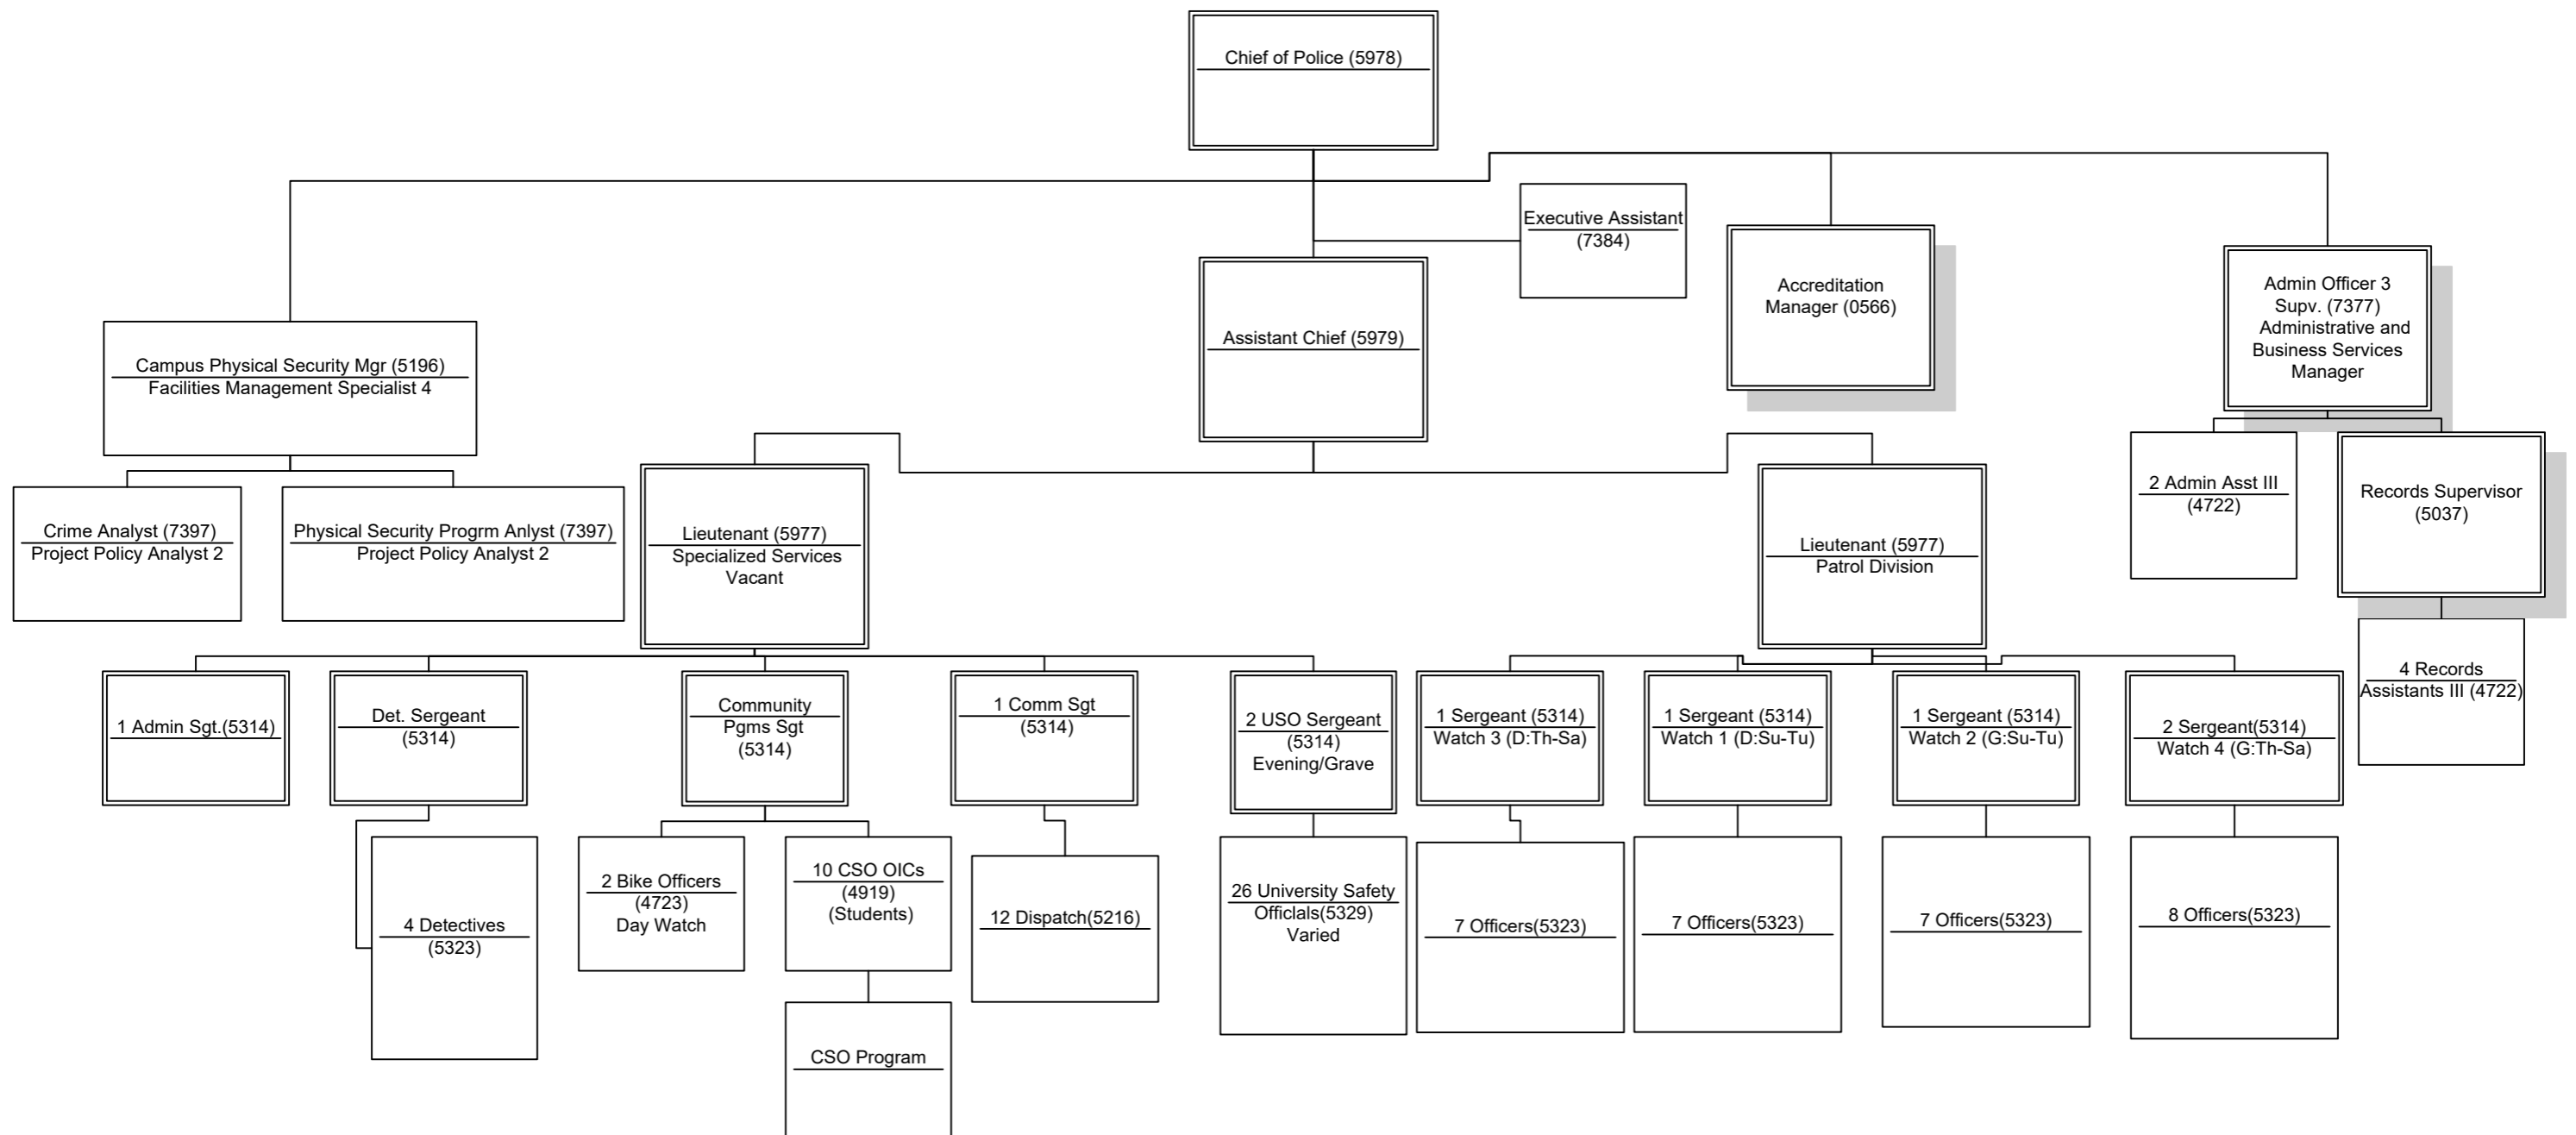 Chief of Police (5978)
Executive Assistant
(7384)
Accreditation
Manager (0566)
Admin Officer 3
Supv. (7377)
Administrative and
Business Services
Manager
Assistant Chief (5979)
Campus Physical Security Mgr (5196)
Facilities Management Specialist 4
Crime Analyst (7397)
Project Policy Analyst 2
Physical Security Progrm Anlyst (7397)
Project Policy Analyst 2
Lieutenant (5977)
Specialized Services
Vacant
Lieutenant (5977)
Patrol Division
2 Admin Asst III
(4722)
Records Supervisor
(5037)
4 Records
Assistants III (4722)
1 Admin Sgt.(5314)
Det. Sergeant
(5314)
Community
Pgms Sgt
(5314)
1 Comm Sgt
(5314)
2 USO Sergeant
(5314)
Evening/Grave
1 Sergeant (5314)
Watch 3 (D:Th-Sa)
1 Sergeant (5314)
Watch 1 (D:Su-Tu)
1 Sergeant (5314)
Watch 2 (G:Su-Tu)
2 Sergeant(5314)
Watch 4 (G:Th-Sa)
4 Detectives
(5323)
2 Bike Officers
(4723)
Day Watch
10 CSO OICs
(4919)
(Students)
12 Dispatch(5216)
26 University Safety
Officlals(5329)
Varied
7 Officers(5323)
7 Officers(5323)
7 Officers(5323)
8 Officers(5323)
CSO Program